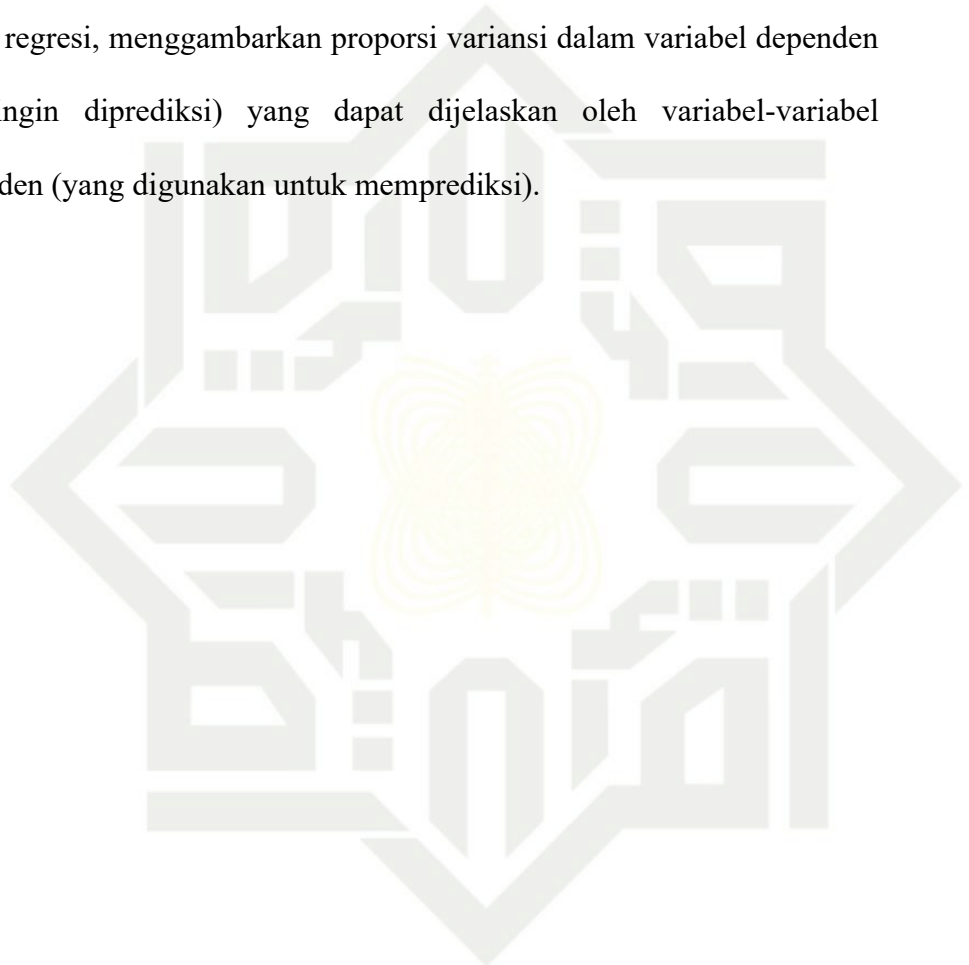 regresi, menggambarkan proporsi variansi dalam variabel dependen
ingin diprediksi) yang dapat dijelaskan oleh variabel-variabel
den (yang digunakan untuk memprediksi).